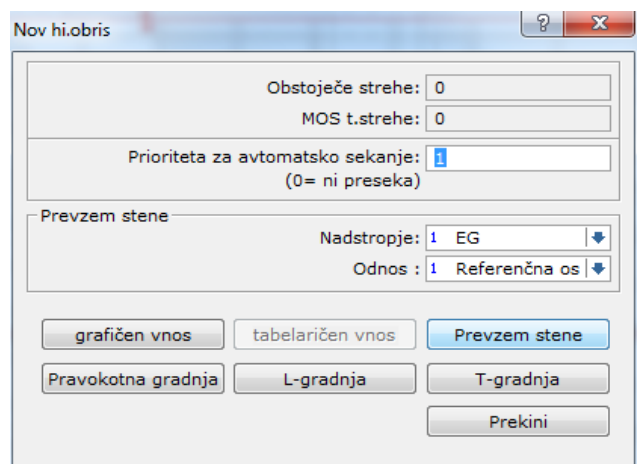 Nov hi.obris
Obstoječe strehe: 0
MOS t.strehe: 0
Prioriteta za avtomatsko sekanje: 1
(0= ni preseka)
Prevzem stene
Nadstropje: 1 EG
Odnos : 1 Referenčna os
grafičen vnos tabelaričen vnos Prevzem stene
Pravokotna gradnja L-gradnja T-gradnja
Prekini